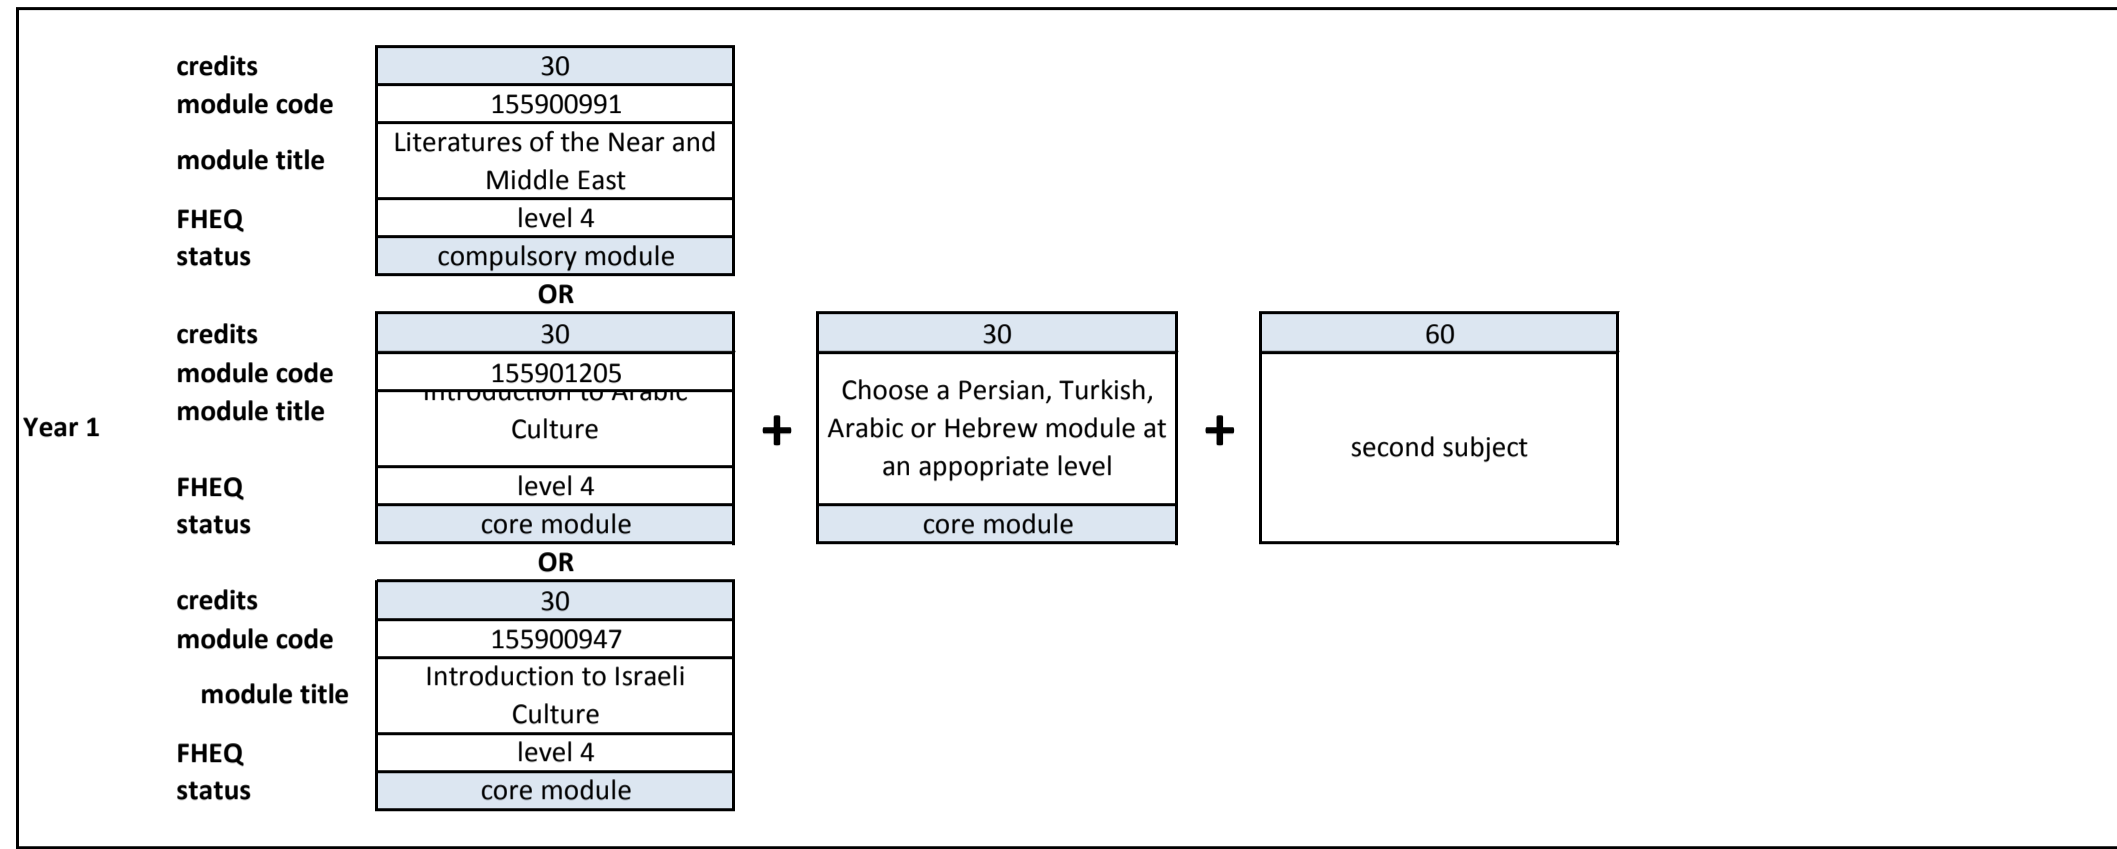 credits 30
module code 155900991
module title Literatures of the Near and
Middle East
FHEQ level 4
status compulsory module
OR
credits 30 30 60
module code 155901205
module title Introduction to Arabic
Culture
Choose a Persian, Turkish,
Arabic or Hebrew module at
an appopriate level
second subject
Year 1 + +
FHEQ level 4
status core module core module
OR
credits 30
module code 155900947
module title Introduction to Israeli
Culture
FHEQ level 4
status core module